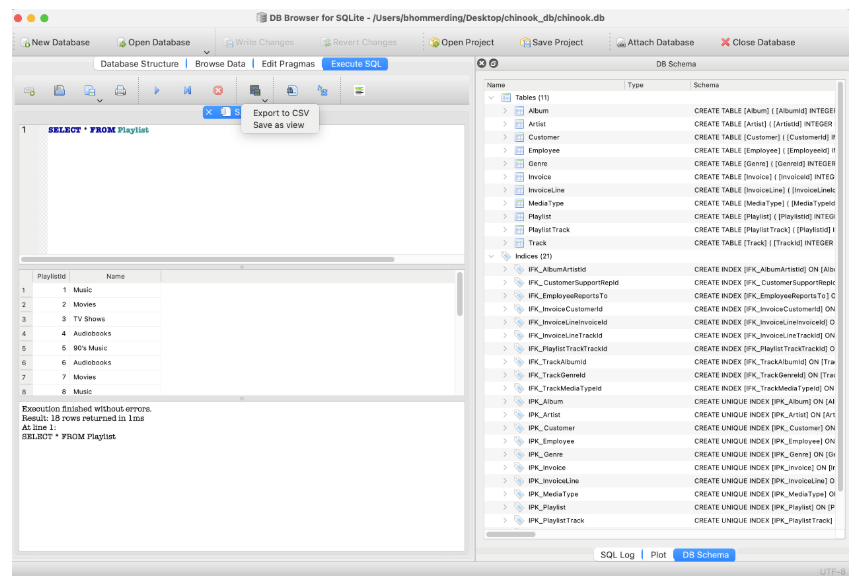 DB Browser for SQLite - /Users/bhommerding/Desktop/chinook_db/chinook.db
New Database Open Database Write Changes Revert Changes Open Project Save Project Attach Database Close Database
Database Structure Browse Data Edit Pragmas Execute SQL
Export to CSV
Save as view
1 SELECT * FROM Playlist
PlaylistId Name
1 1 Music
2 2 Movies
3 3 TV Shows
4 4 Audiobooks
5 5 90's Music
6 6 Audiobooks
7 7 Movies
8 8 Music
Execution finished without errors.
Result: 18 rows returned in 1ms
At line 1:
SELECT * FROM Playlist
DB Schema
Name Type Schema
Tables (11)
Album CREATE TABLE [Album] ( [AlbumId] INTEGE
Artist CREATE TABLE [Artist] ( [ArtistId] INTEGER
Customer CREATE TABLE [Customer] ( [CustomerId] I
Employee CREATE TABLE [Employee] ( [EmployeeId] I
Genre CREATE TABLE [Genre] ( [GenreId] INTEGER
Invoice CREATE TABLE [Invoice] ( [InvoiceId] INTEG
InvoiceLine CREATE TABLE [InvoiceLine] ( [InvoiceLineId
MediaType CREATE TABLE [MediaType] ( [MediaTypeId
Playlist CREATE TABLE [Playlist] ( [PlaylistId] INTEG
PlaylistTrack CREATE TABLE [PlaylistTrack] ( [PlaylistId] I
Track CREATE TABLE [Track] ( [TrackId] INTEGER
Indices (21)
IFK_AlbumArtistId CREATE INDEX [IFK_AlbumArtistId] ON [Alb
IFK_CustomerSupportRepId CREATE INDEX [IFK_CustomerSupportRepI
IFK_EmployeeReportsTo CREATE INDEX [IFK_EmployeeReportsTo] O
IFK_InvoiceCustomerId CREATE INDEX [IFK_InvoiceCustomerId] ON
IFK_InvoiceLineInvoiceId CREATE INDEX [IFK_InvoiceLineInvoiceId] O
IFK_InvoiceLineTrackId CREATE INDEX [IFK_InvoiceLineTrackId] ON
IFK_PlaylistTrackTrackId CREATE INDEX [IFK_PlaylistTrackTrackId] O
IFK_TrackAlbumId CREATE INDEX [IFK_TrackAlbumId] ON [Tra
IFK_TrackGenreId CREATE INDEX [IFK_TrackGenreId] ON [Tra
IFK_TrackMediaTypeId CREATE INDEX [IFK_TrackMediaTypeId] ON
IPK_Album CREATE UNIQUE INDEX [IPK_Album] ON [Al
IPK_Artist CREATE UNIQUE INDEX [IPK_Artist] ON [Art
IPK_Customer CREATE UNIQUE INDEX [IPK_Customer] ON
IPK_Employee CREATE UNIQUE INDEX [IPK_Employee] ON
IPK_Genre CREATE UNIQUE INDEX [IPK_Genre] ON [Ge
IPK_Invoice CREATE UNIQUE INDEX [IPK_Invoice] ON [In
IPK_InvoiceLine CREATE UNIQUE INDEX [IPK_InvoiceLine] O
IPK_MediaType CREATE UNIQUE INDEX [IPK_MediaType] O
IPK_Playlist CREATE UNIQUE INDEX [IPK_Playlist] ON [P
IPK_PlaylistTrack CREATE UNIQUE INDEX [IPK_PlaylistTrack]
SQL Log Plot DB Schema
UTF-8